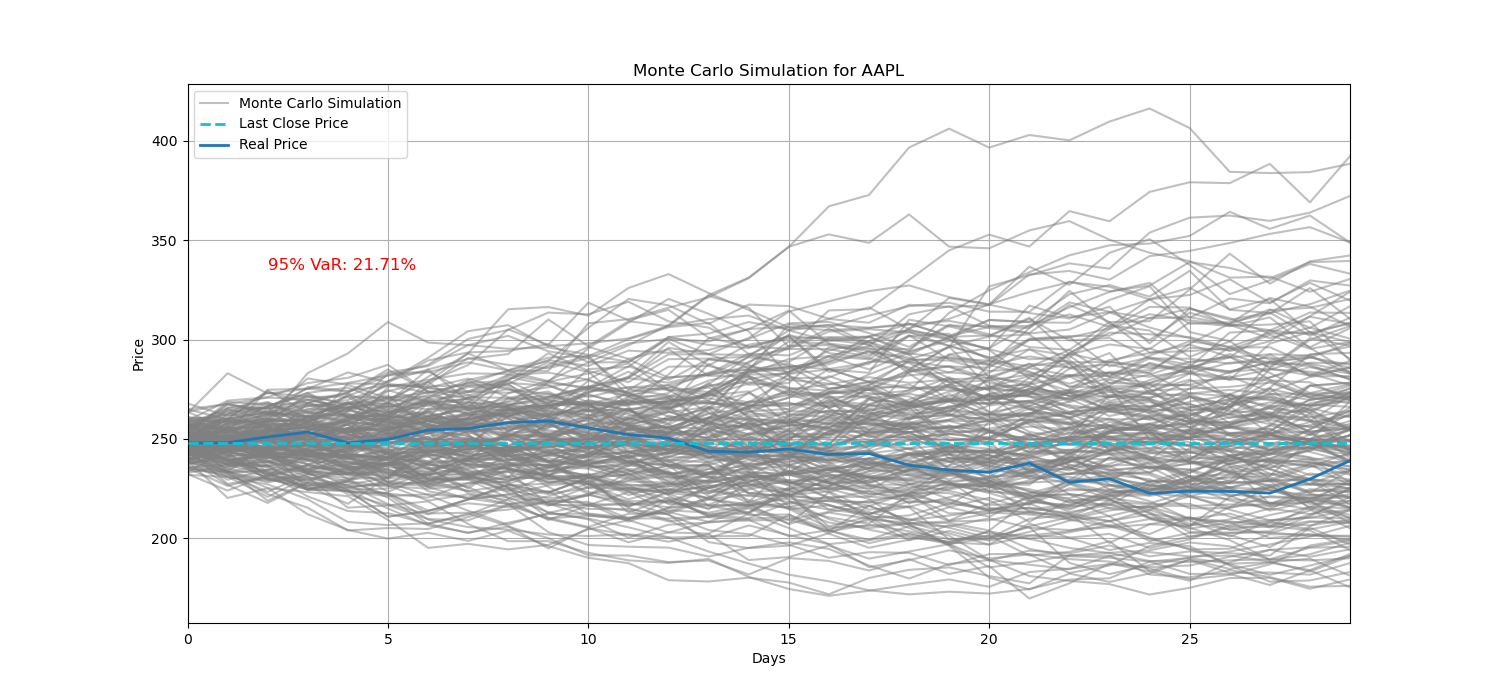 Monte Carlo Simulation for AAPL
Monte Carlo Simulation
Last Close Price
Real Price
95% VaR: 21.71%
Price
400
350
300
250
200
0 5 10 15 20 25
Days